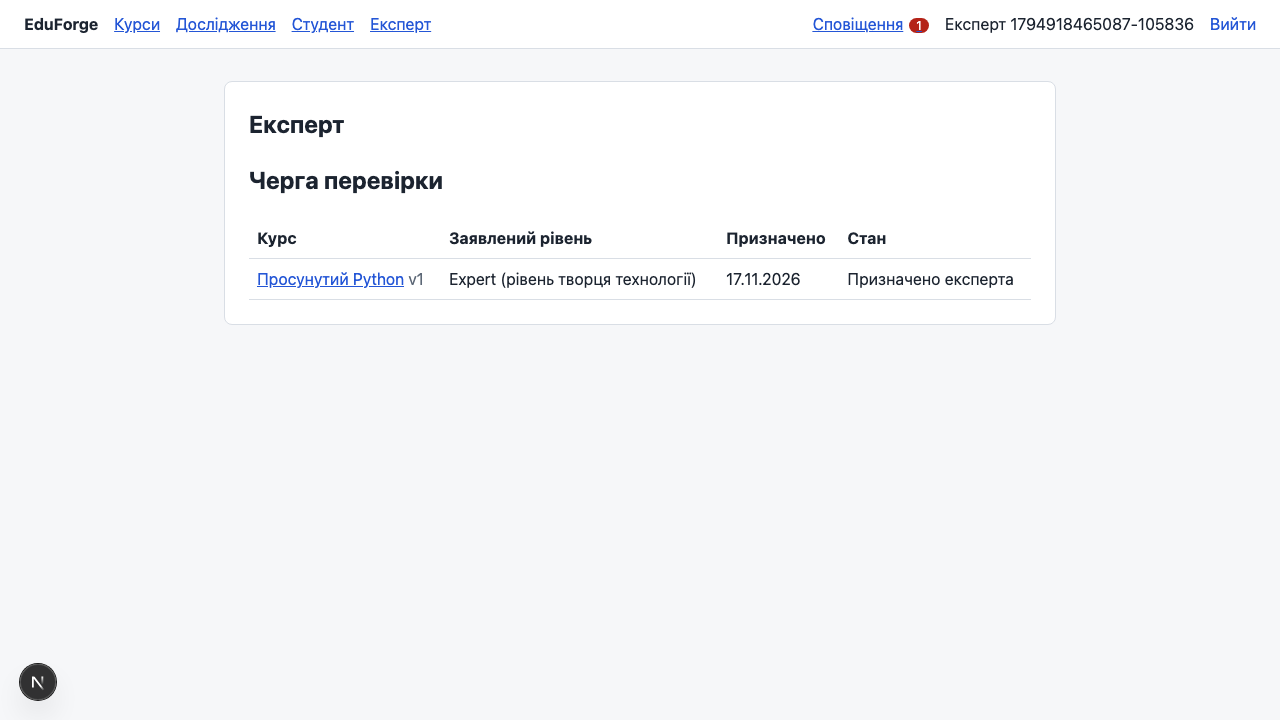 EduForge Курси Дослідження Студент Експерт Сповіщення 1 Експерт 1794918465087-105836 Вийти
Експерт
Черга перевірки
Курс Заявлений рівень Призначено Стан
Просунутий Python v1 Expert (рівень творця технології) 17.11.2026 Призначено експерта
N